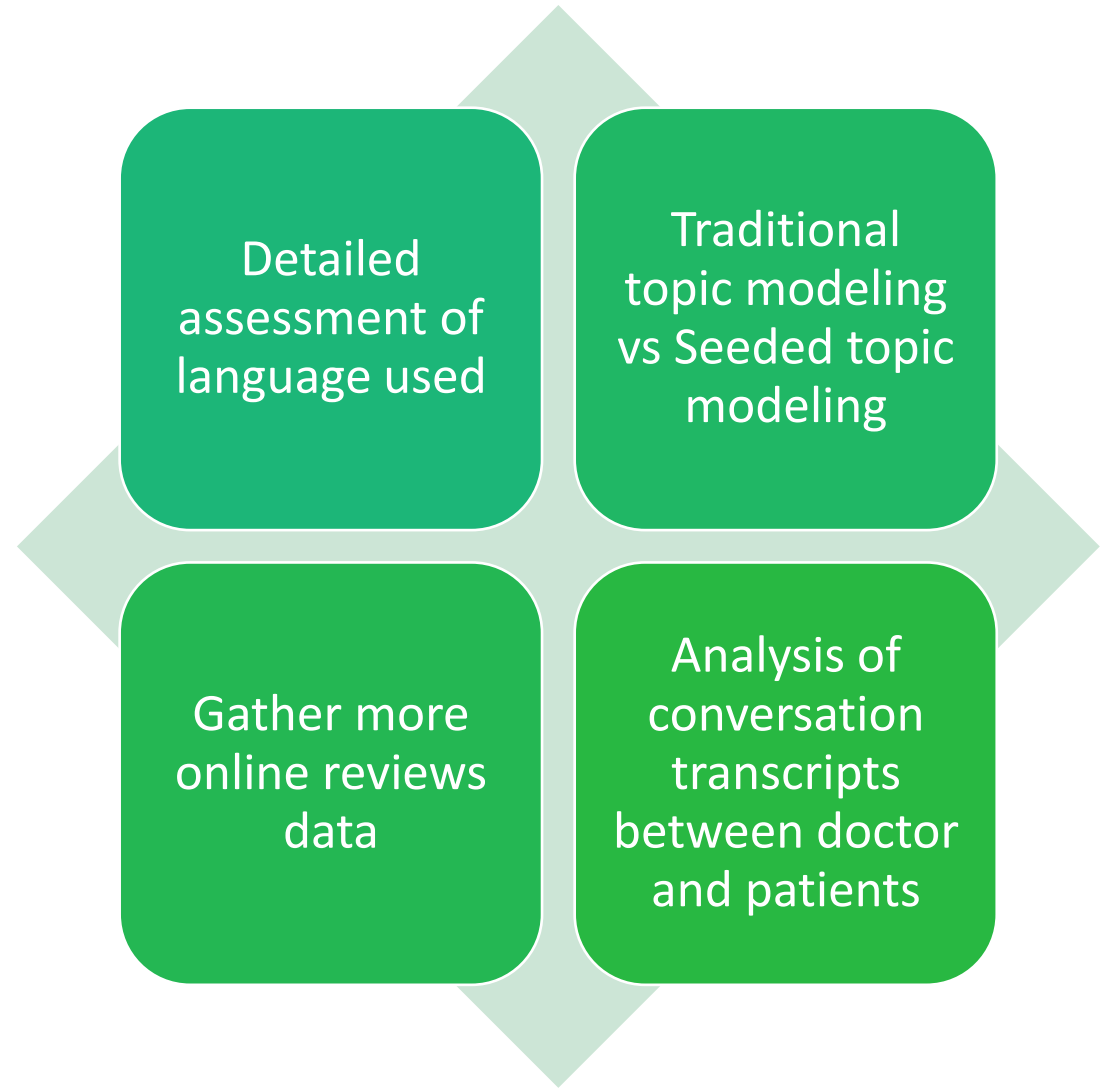 Detailed
assessment of
language used
Traditional
topic modeling
vs Seeded topic
modeling
Gather more
online reviews
data
Analysis of
conversation
transcripts
between doctor
and patients